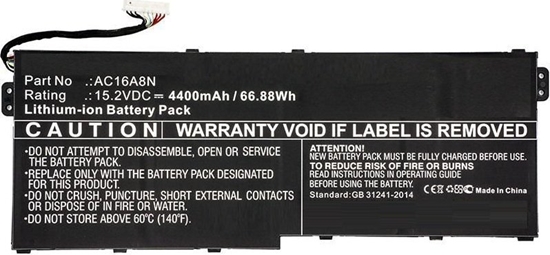 Part No .:AC16A8N
Rating .:15.2VDC ⎓ 4400mAh / 66.88Wh
Lithium-ion Battery Pack
CAUTION WARRANTY VOID IF LABEL IS REMOVED
•DO NOT ATTEMPT TO DISASSEMBLE, OPEN OR SERVICE
THE BATTERY PACK.
•REPLACE ONLY WITH THE BATTERY PACK DESIGNATED
FOR THIS PRODUCT.
•DO NOT CRUSH, PUNCTURE, SHORT EXTERNAL CONTACTS
OR DISPOSE OF IN FIRE OR WATER.
•DO NOT STORE ABOVE 60°C (140°F).
ATTENTION!
NEW BATTERY PACK MUST BE FULLY CHARGED BEFORE USE.
TO REDUCE RISK OF FIRE OR BURNS
READ INSTRUCTIONS IN OPERATING
INSTRUCTIONS BEFORE USE.
Standard:GB 31241-2014
CE
Made in China